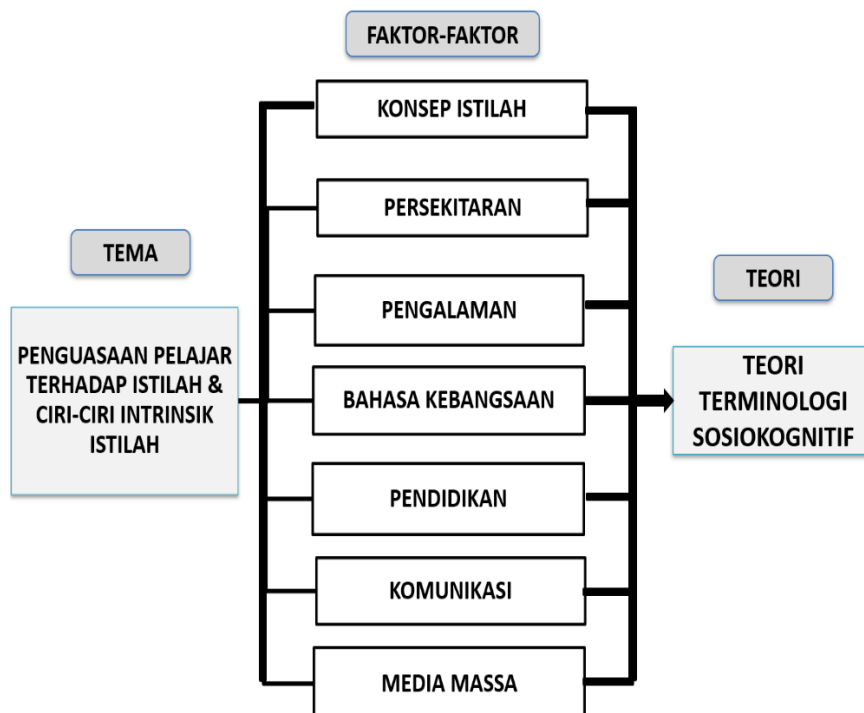 FAKTOR-FAKTOR
KONSEP ISTILAH
PERSEKITARAN
TEMA
TEORI
PENGALAMAN
PENGUASAAN PELAJAR
TERHADAP ISTILAH &
CIRI-CIRI INTRINSIK
ISTILAH
BAHASA KEBANGSAAN
TEORI
TERMINOLOGI
SOSIOKOGNITIF
PENDIDIKAN
KOMUNIKASI
MEDIA MASSA